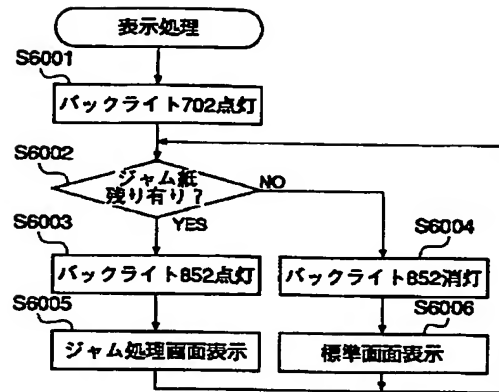 表示処理
S6001
バックライト702点灯
S6002
ジャム紙
残り有り?
NO
YES
S6003
バックライト852点灯
S6004
バックライト852消灯
S6005
ジャム処理画面表示
S6006
標準画面表示